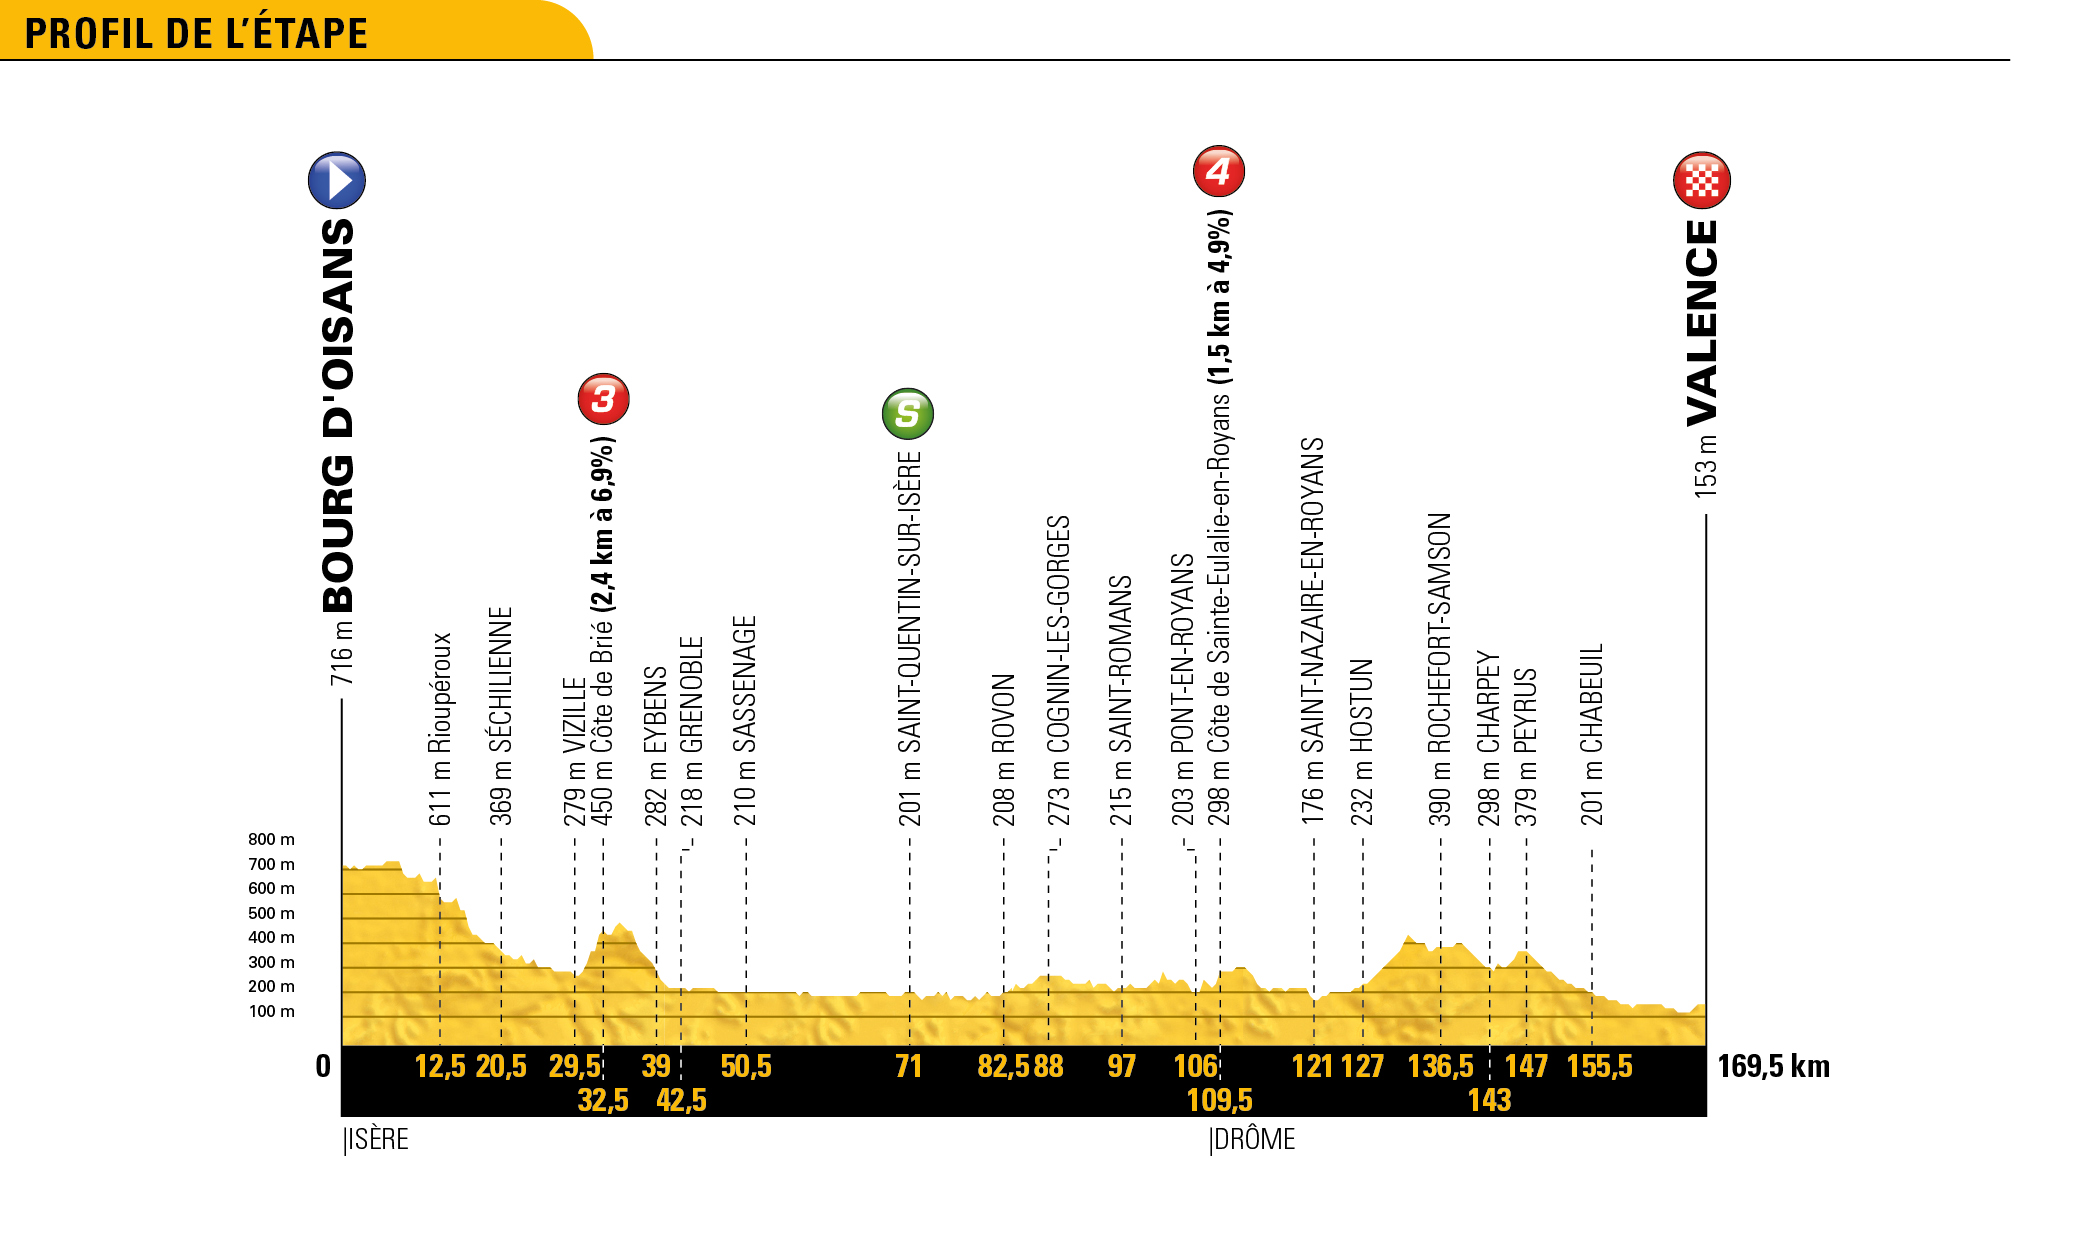 PROFIL DE L'ÉTAPE
716 m BOURG D'OISANS
611 m Rioupéroux
369 m SÉCHILIENNE
279 m VIZILLE
3
450 m Côte de Brié (2,4 km à 6,9%)
282 m EYBENS
218 m GRENOBLE
210 m SASSENAGE
S
201 m SAINT-QUENTIN-SUR-ISÈRE
208 m ROVON
273 m COGNIN-LES-GORGES
215 m SAINT-ROMANS
203 m PONT-EN-ROYANS
4
298 m Côte de Sainte-Eulalie-en-Royans (1,5 km à 4,9%)
176 m SAINT-NAZAIRE-EN-ROYANS
232 m HOSTUN
390 m ROCHEFORT-SAMSON
298 m CHARPEY
379 m PEYRUS
201 m CHABEUIL
153 m VALENCE
800 m
700 m
600 m
500 m
400 m
300 m
200 m
100 m
0 12,5 20,5 29,5 39 50,5 71 82,5 88 97 106 121 127 136,5 147 155,5 169,5 km
32,5 42,5 109,5 143
|ISÈRE |DRÔME